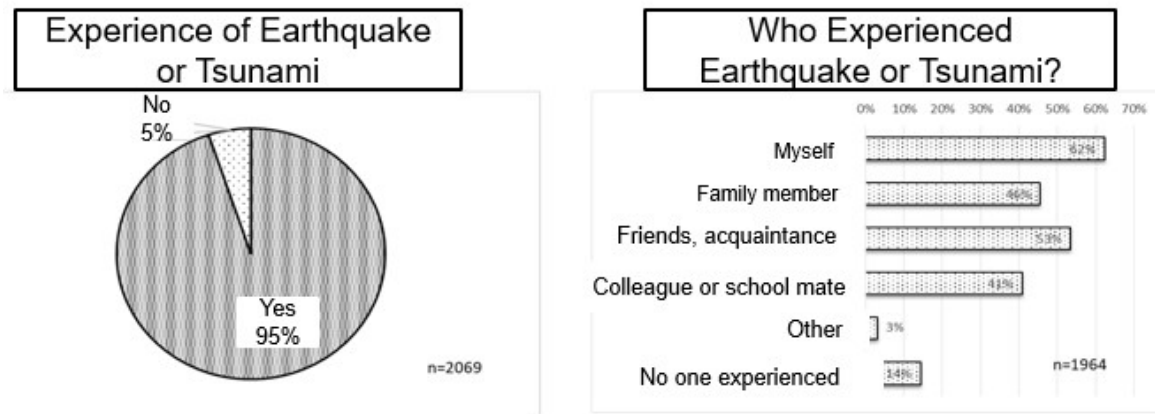 Experience of Earthquake
or Tsunami
No
5%
Yes
95%
n=2069
Who Experienced
Earthquake or Tsunami?
0% 10% 20% 30% 40% 50% 60% 70%
Myself 62%
Family member 46%
Friends, acquaintance 53%
Colleague or school mate 41%
Other 3%
No one experienced 14%
n=1964